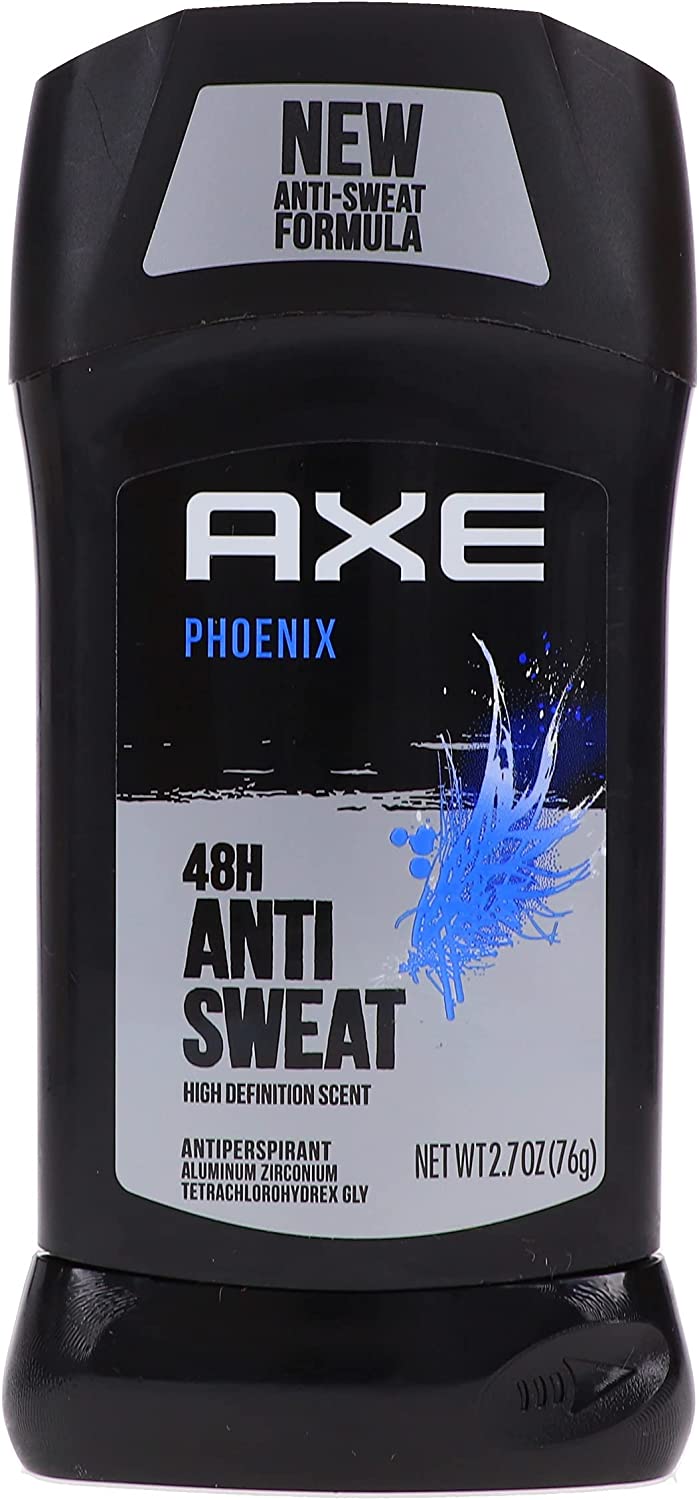 NEW
ANTI-SWEAT
FORMULA
AXE
PHOENIX
48H
ANTI
SWEAT
HIGH DEFINITION SCENT
ANTIPERSPIRANT
ALUMINUM ZIRCONIUM
TETRACHLOROHYDREX GLY
NET WT 2.7 OZ (76g)